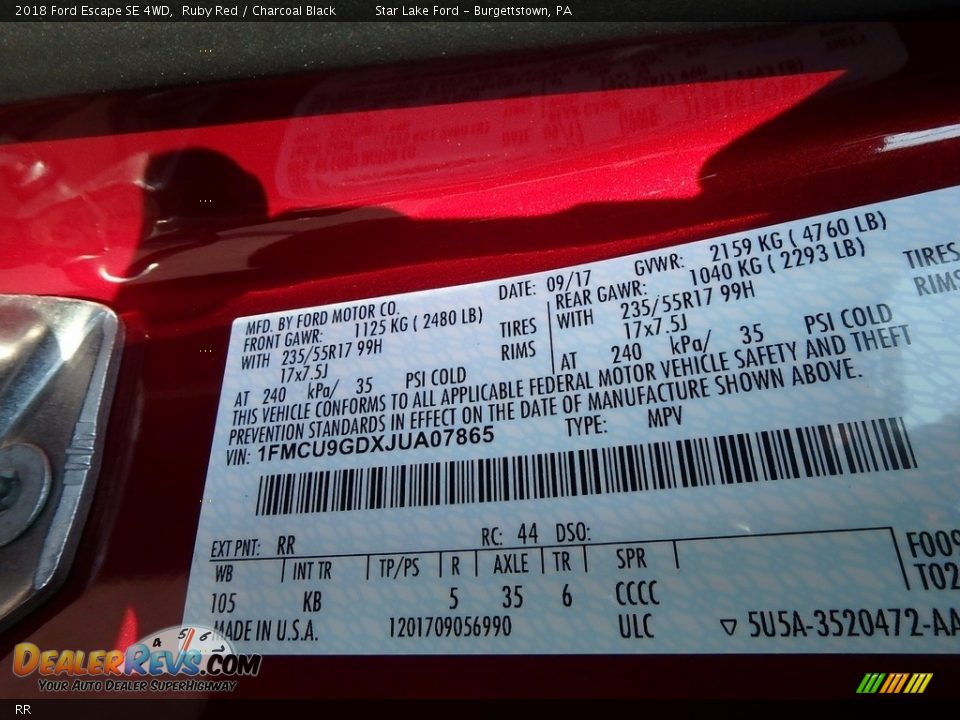 2018 Ford Escape SE 4WD, Ruby Red / Charcoal Black Star Lake Ford - Burgettstown, PA
MFD. BY FORD MOTOR CO. DATE: 09/17 GVWR: 2159 KG ( 4760 LB)
FRONT GAWR: 1125 KG ( 2480 LB) REAR GAWR: 1040 KG ( 2293 LB)
WITH 235/55R17 99H TIRES WITH 235/55R17 99H TIRES
17x7.5J RIMS 17x7.5J RIMS
AT 240 kPa/ 35 PSI COLD AT 240 kPa/ 35 PSI COLD
THIS VEHICLE CONFORMS TO ALL APPLICABLE FEDERAL MOTOR VEHICLE SAFETY AND THEFT
PREVENTION STANDARDS IN EFFECT ON THE DATE OF MANUFACTURE SHOWN ABOVE.
VIN: 1FMCU9GDXJUA07865 TYPE: MPV
EXT PNT: RR RC: 44 DSO:
WB INT TR TP/PS R AXLE TR SPR F009
105 KB 5 35 6 CCCC T02
MADE IN U.S.A. 1201709056990 ULC ▽ 5U5A-3520472-AA
4 5 6
DEALERREVS.COM
YOUR AUTO DEALER SUPERHIGHWAY
RR